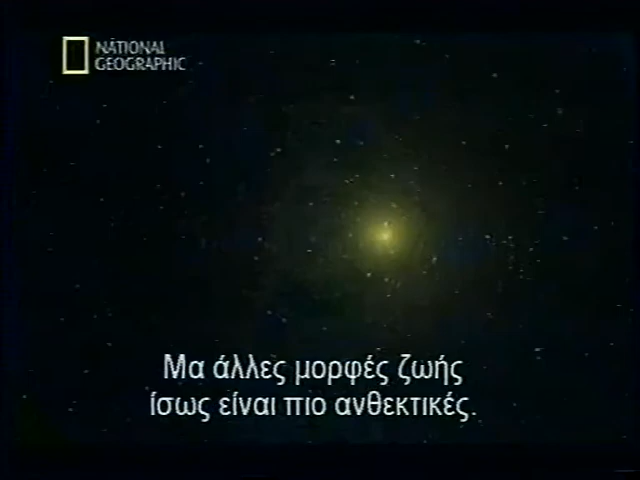 NATIONAL
GEOGRAPHIC
Μα άλλες μορφές ζωής
ίσως είναι πιο ανθεκτικές.